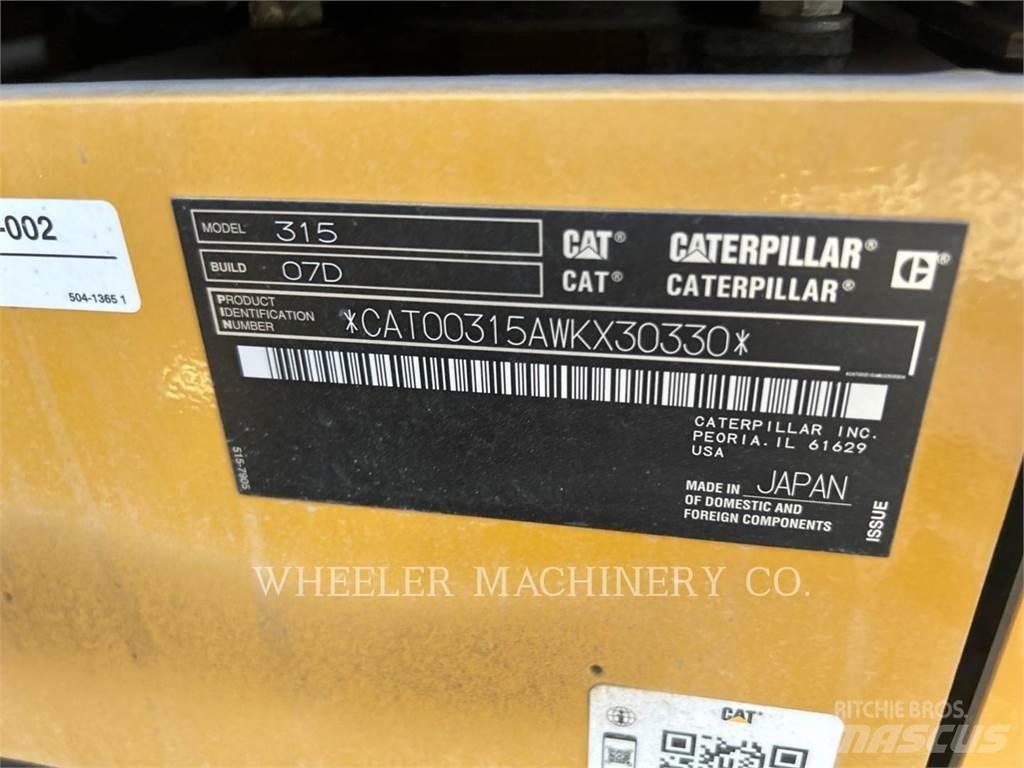 -002
504-1365 1
MODEL 315
BUILD 07D
CAT® CATERPILLAR®
CAT® CATERPILLAR®
PRODUCT
IDENTIFICATION
NUMBER
*CAT00315AWKX30330*
CATERPILLAR INC.
PEORIA, IL 61629
USA
515-7905
MADE IN JAPAN
OF DOMESTIC AND
FOREIGN COMPONENTS
ISSUE
WHEELER MACHINERY CO.
CAT
RITCHIE BROS.
MASCUS